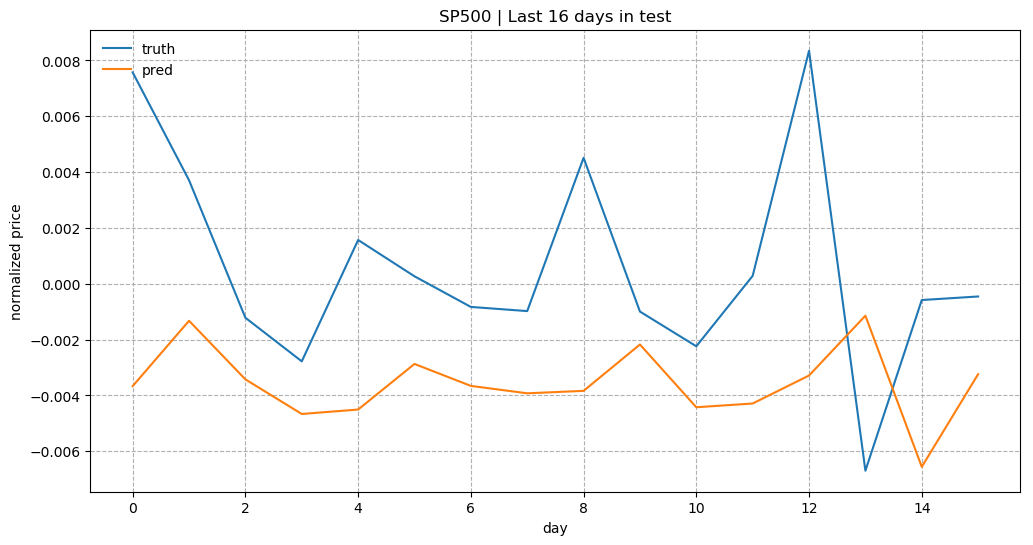 SP500 | Last 16 days in test
truth
pred
0.008
0.006
0.004
0.002
0.000
−0.002
−0.004
−0.006
normalized price
0 2 4 6 8 10 12 14
day